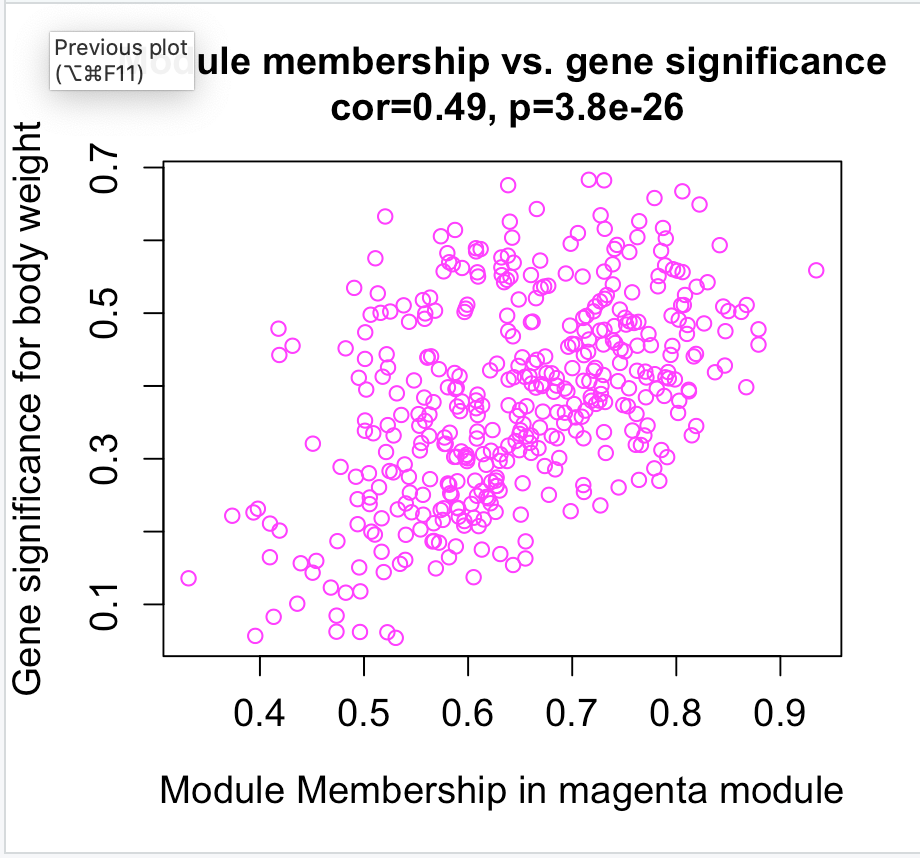 Previous plot
(⌥⌘F11)
Module membership vs. gene significance
cor=0.49, p=3.8e-26
Gene significance for body weight
0.7
0.5
0.3
0.1
0.4 0.5 0.6 0.7 0.8 0.9
Module Membership in magenta module